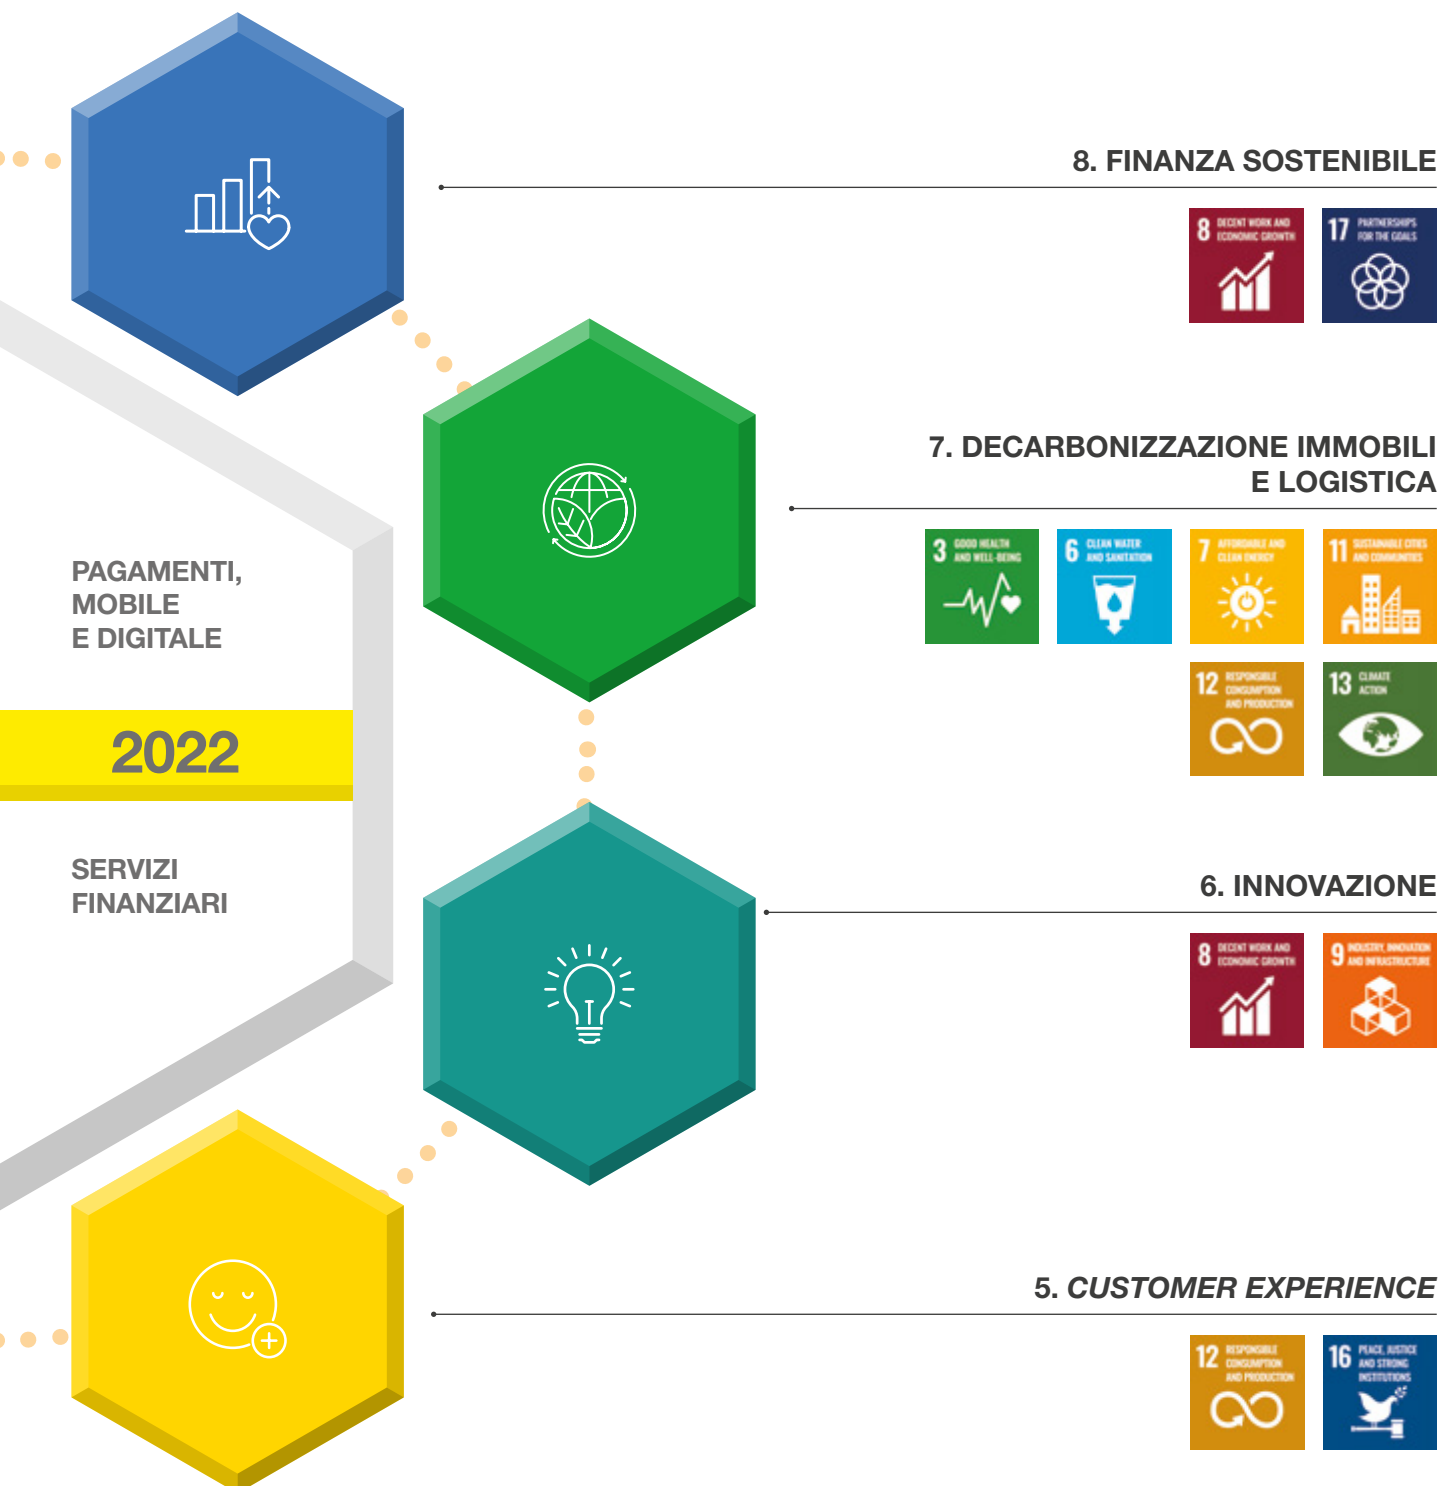 8. FINANZA SOSTENIBILE
8 DECENT WORK AND
ECONOMIC GROWTH
17 PARTNERSHIPS
FOR THE GOALS
7. DECARBONIZZAZIONE IMMOBILI
E LOGISTICA
3 GOOD HEALTH
AND WELL-BEING
6 CLEAN WATER
AND SANITATION
7 AFFORDABLE AND
CLEAN ENERGY
11 SUSTAINABLE CITIES
AND COMMUNITIES
12 RESPONSIBLE
CONSUMPTION
AND PRODUCTION
13 CLIMATE
ACTION
PAGAMENTI,
MOBILE
E DIGITALE
2022
SERVIZI
FINANZIARI
6. INNOVAZIONE
8 DECENT WORK AND
ECONOMIC GROWTH
9 INDUSTRY, INNOVATION
AND INFRASTRUCTURE
5. CUSTOMER EXPERIENCE
12 RESPONSIBLE
CONSUMPTION
AND PRODUCTION
16 PEACE, JUSTICE
AND STRONG
INSTITUTIONS